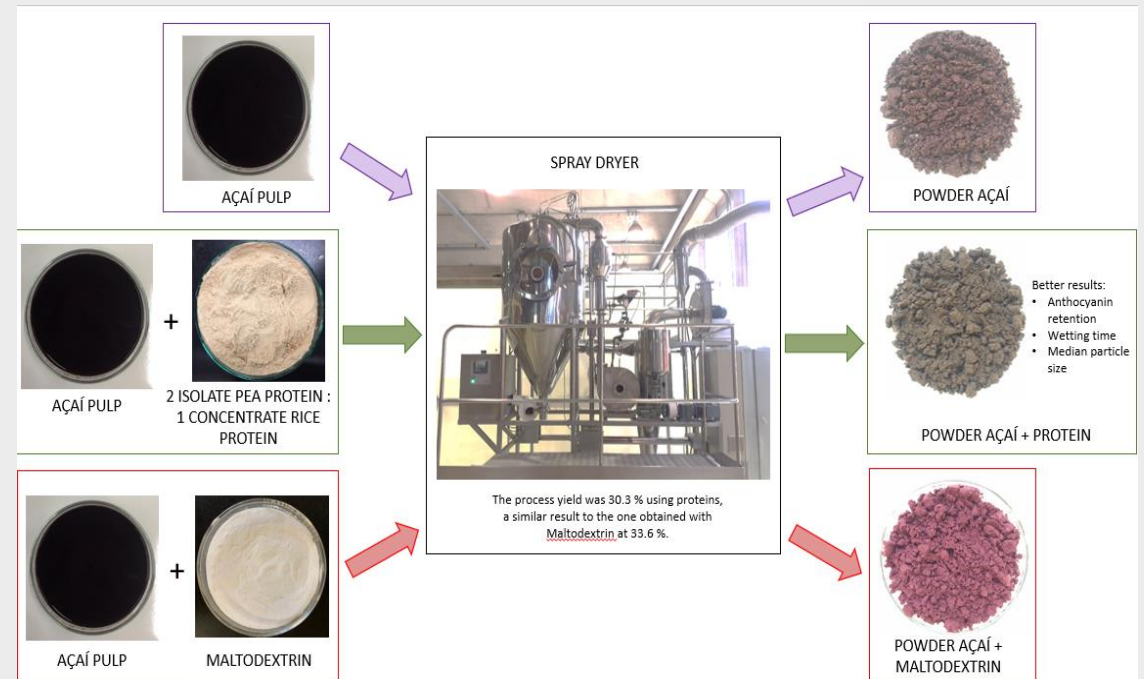 AÇAÍ PULP
AÇAÍ PULP
+
2 ISOLATE PEA PROTEIN :
1 CONCENTRATE RICE
PROTEIN
AÇAÍ PULP
+
MALTODEXTRIN
SPRAY DRYER
The process yield was 30.3 % using proteins,
a similar result to the one obtained with
Maltodextrin at 33.6 %.
POWDER AÇAÍ
Better results:
• Anthocyanin
retention
• Wetting time
• Median particle
size
POWDER AÇAÍ + PROTEIN
POWDER AÇAÍ +
MALTODEXTRIN